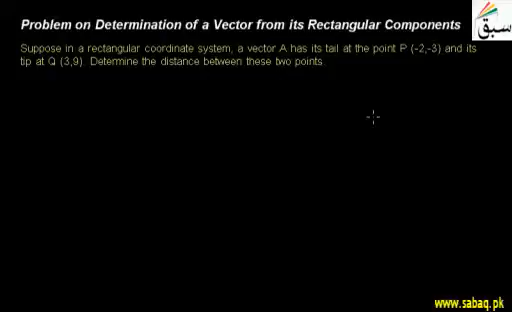 Problem on Determination of a Vector from its Rectangular Components
سبق
Suppose in a rectangular coordinate system, a vector A has its tail at the point P (-2,-3) and its
tip at Q (3,9). Determine the distance between these two points.
www.sabaq.pk